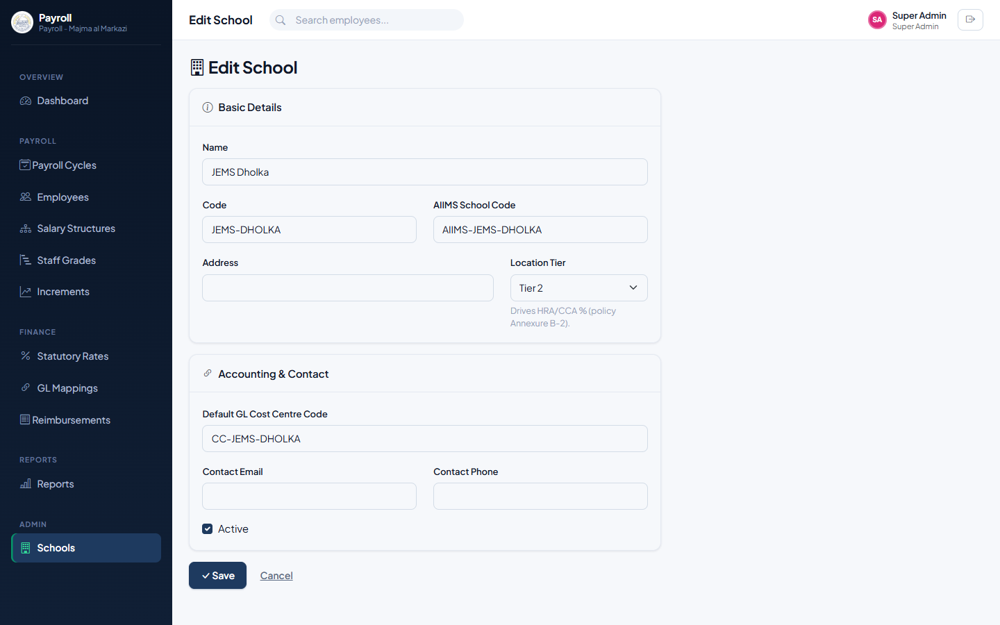 Payroll
Payroll - Majma al Markazi
OVERVIEW
Dashboard
PAYROLL
Payroll Cycles
Employees
Salary Structures
Staff Grades
Increments
FINANCE
Statutory Rates
GL Mappings
Reimbursements
REPORTS
Reports
ADMIN
Schools
Edit School
Search employees...
SA
Super Admin
Super Admin
Edit School
Basic Details
Name
JEMS Dholka
Code
AIIMS School Code
JEMS-DHOLKA
AIIMS-JEMS-DHOLKA
Address
Location Tier
Tier 2
Drives HRA/CCA % (policy
Annexure B-2).
Accounting & Contact
Default GL Cost Centre Code
CC-JEMS-DHOLKA
Contact Email
Contact Phone
Active
Save
Cancel